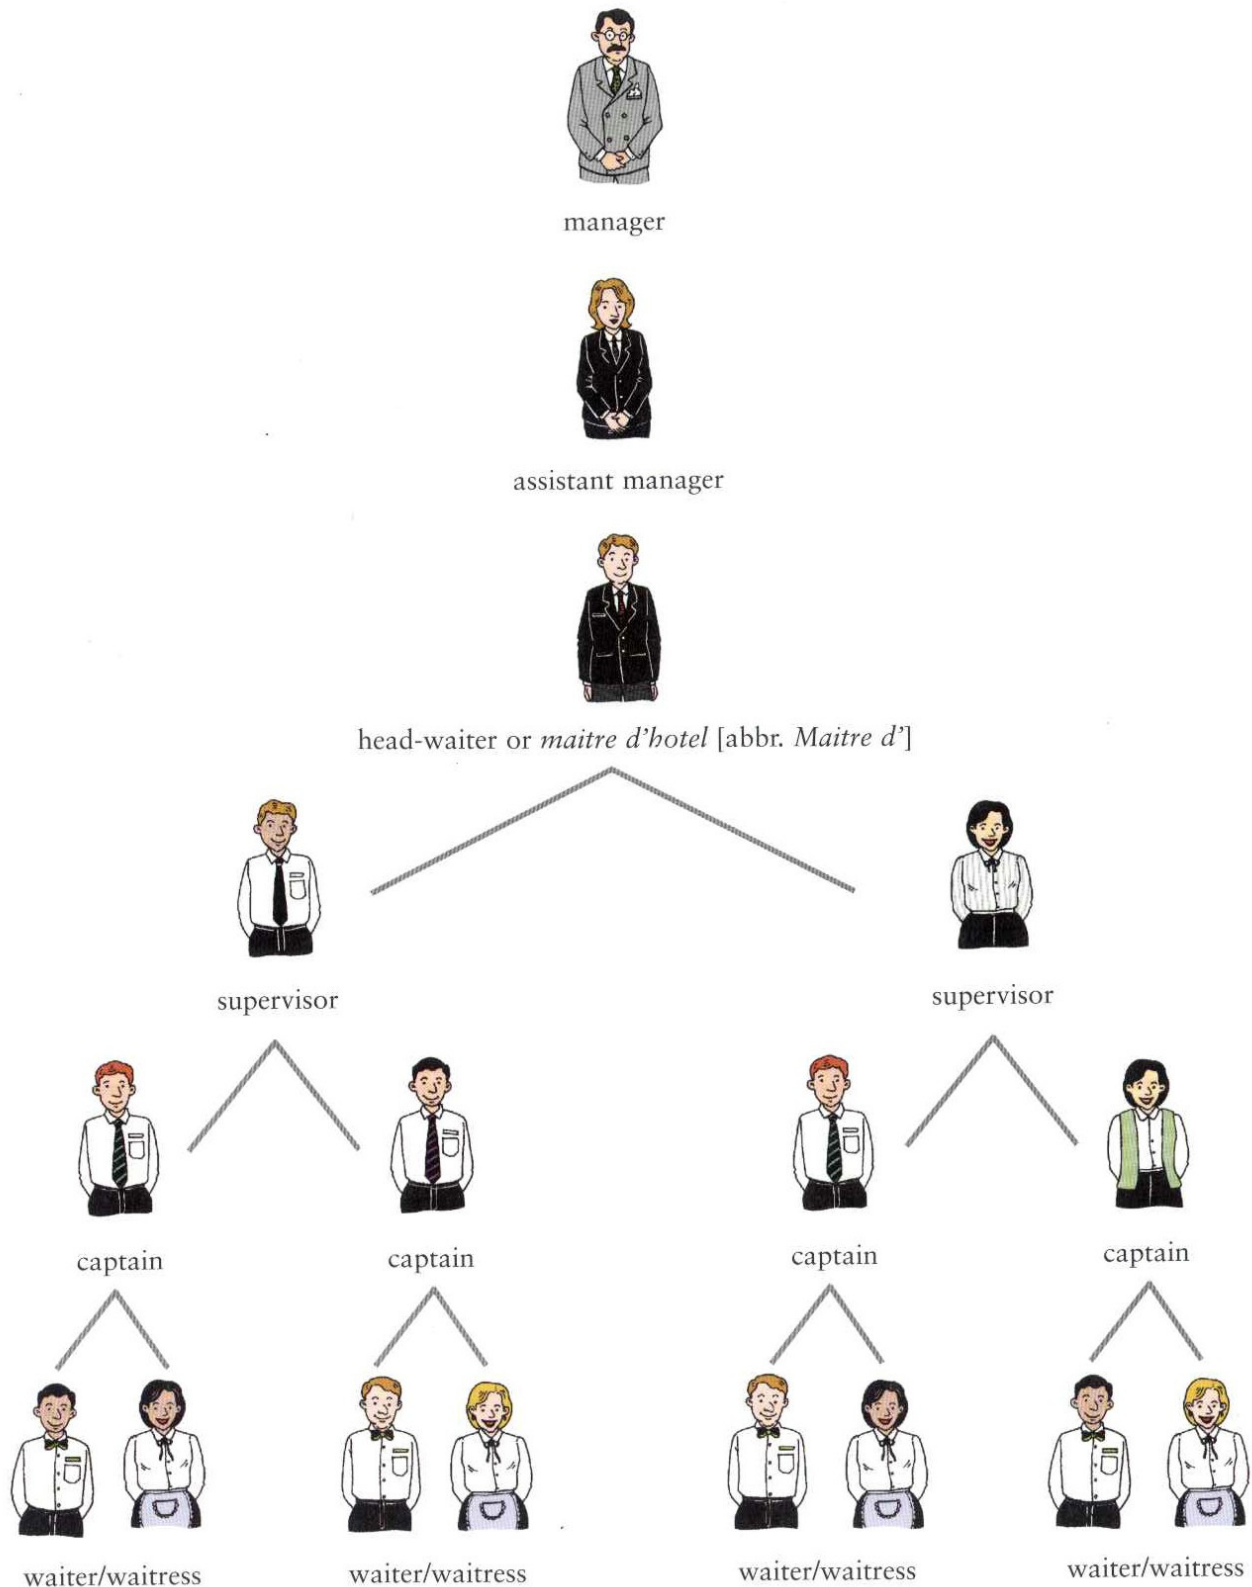 manager
assistant manager
head-waiter or maitre d'hotel [abbr. Maitre d']
supervisor
supervisor
captain
captain
captain
captain
waiter/waitress
waiter/waitress
waiter/waitress
waiter/waitress